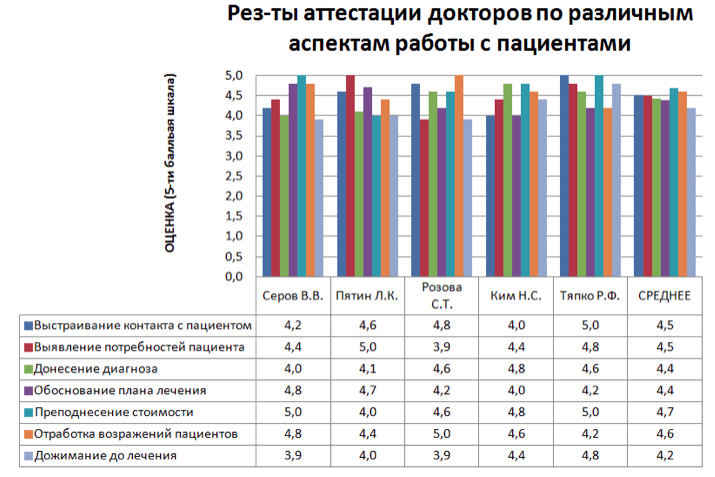 Рез-ты аттестации докторов по различным
аспектам работы с пациентами
ОЦЕНКА (5-ти балльая шкала)
5,0
4,5
4,0
3,5
3,0
2,5
2,0
1,5
1,0
0,5
0,0
Серов В.В. Пятин Л.К. Розова С.Т. Ким Н.С. Тяпко Р.Ф. СРЕДНЕЕ
Выстраивание контакта с пациентом 4,2 4,6 4,8 4,0 5,0 4,5
Выявление потребностей пациента 4,4 5,0 3,9 4,4 4,8 4,5
Донесение диагноза 4,0 4,1 4,6 4,8 4,6 4,4
Обоснование плана лечения 4,8 4,7 4,2 4,0 4,2 4,4
Преподнесение стоимости 5,0 4,0 4,6 4,8 5,0 4,7
Отработка возражений пациентов 4,8 4,4 5,0 4,6 4,2 4,6
Дожимание до лечения 3,9 4,0 3,9 4,4 4,8 4,2